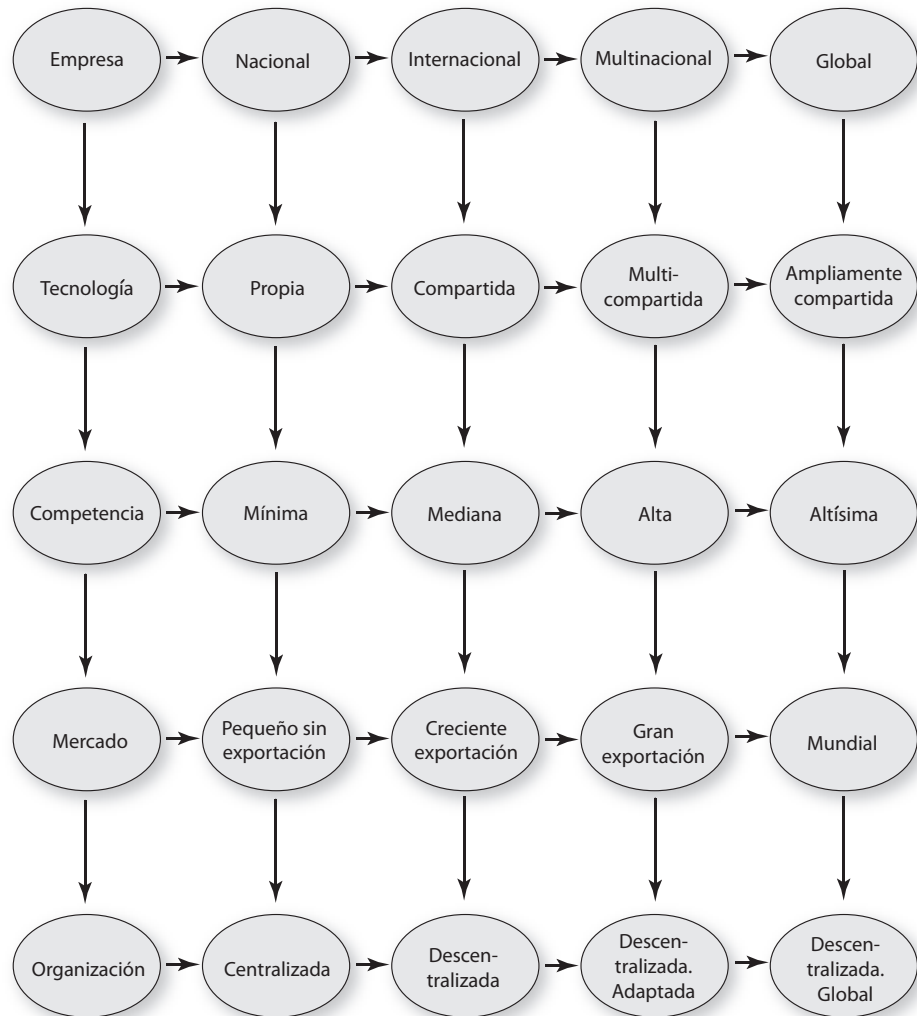 Empresa
Nacional
Internacional
Multinacional
Global
Tecnología
Propia
Compartida
Multi-
compartida
Ampliamente
compartida
Competencia
Mínima
Mediana
Alta
Altísima
Mercado
Pequeño sin
exportación
Creciente
exportación
Gran
exportación
Mundial
Organización
Centralizada
Descen-
tralizada
Descen-
tralizada.
Adaptada
Descen-
tralizada.
Global